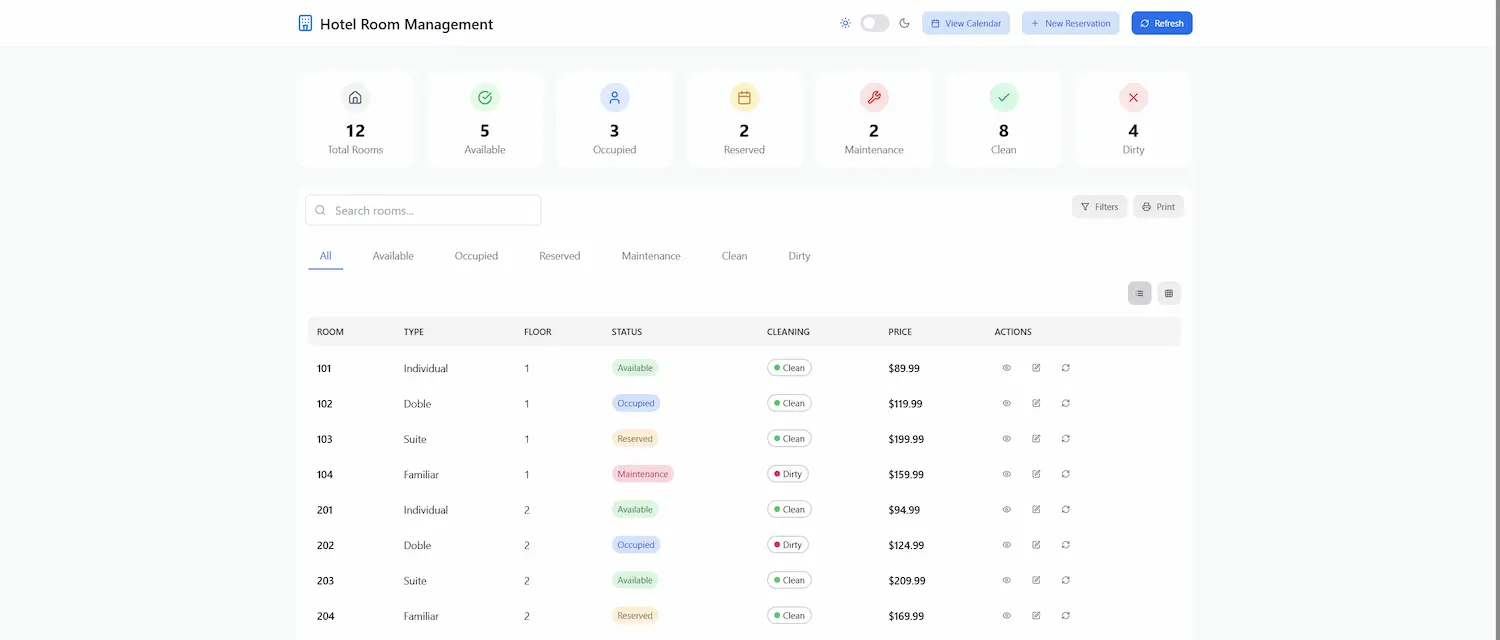 Hotel Room Management
View Calendar
New Reservation
Refresh
12
Total Rooms
5
Available
3
Occupied
2
Reserved
2
Maintenance
8
Clean
4
Dirty
Search rooms...
Filters
Print
All Available Occupied Reserved Maintenance Clean Dirty
ROOM TYPE FLOOR STATUS CLEANING PRICE ACTIONS
101 Individual 1 Available Clean $89.99
102 Doble 1 Occupied Clean $119.99
103 Suite 1 Reserved Clean $199.99
104 Familiar 1 Maintenance Dirty $159.99
201 Individual 2 Available Clean $94.99
202 Doble 2 Occupied Dirty $124.99
203 Suite 2 Available Clean $209.99
204 Familiar 2 Reserved Clean $169.99